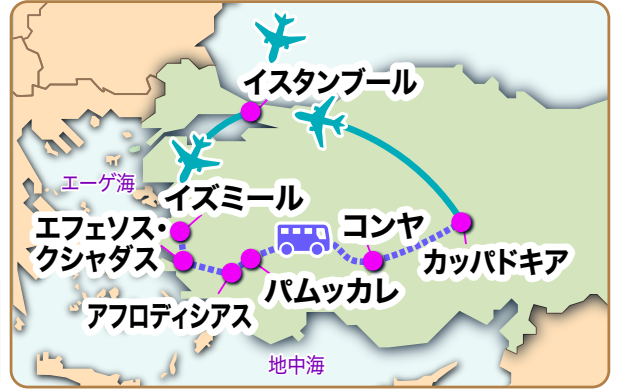 イスタンブール
エーゲ海
イズミール
エフェソス・
クシャダス
コンヤ
カッパドキア
パムッカレ
アフロディシアス
地中海